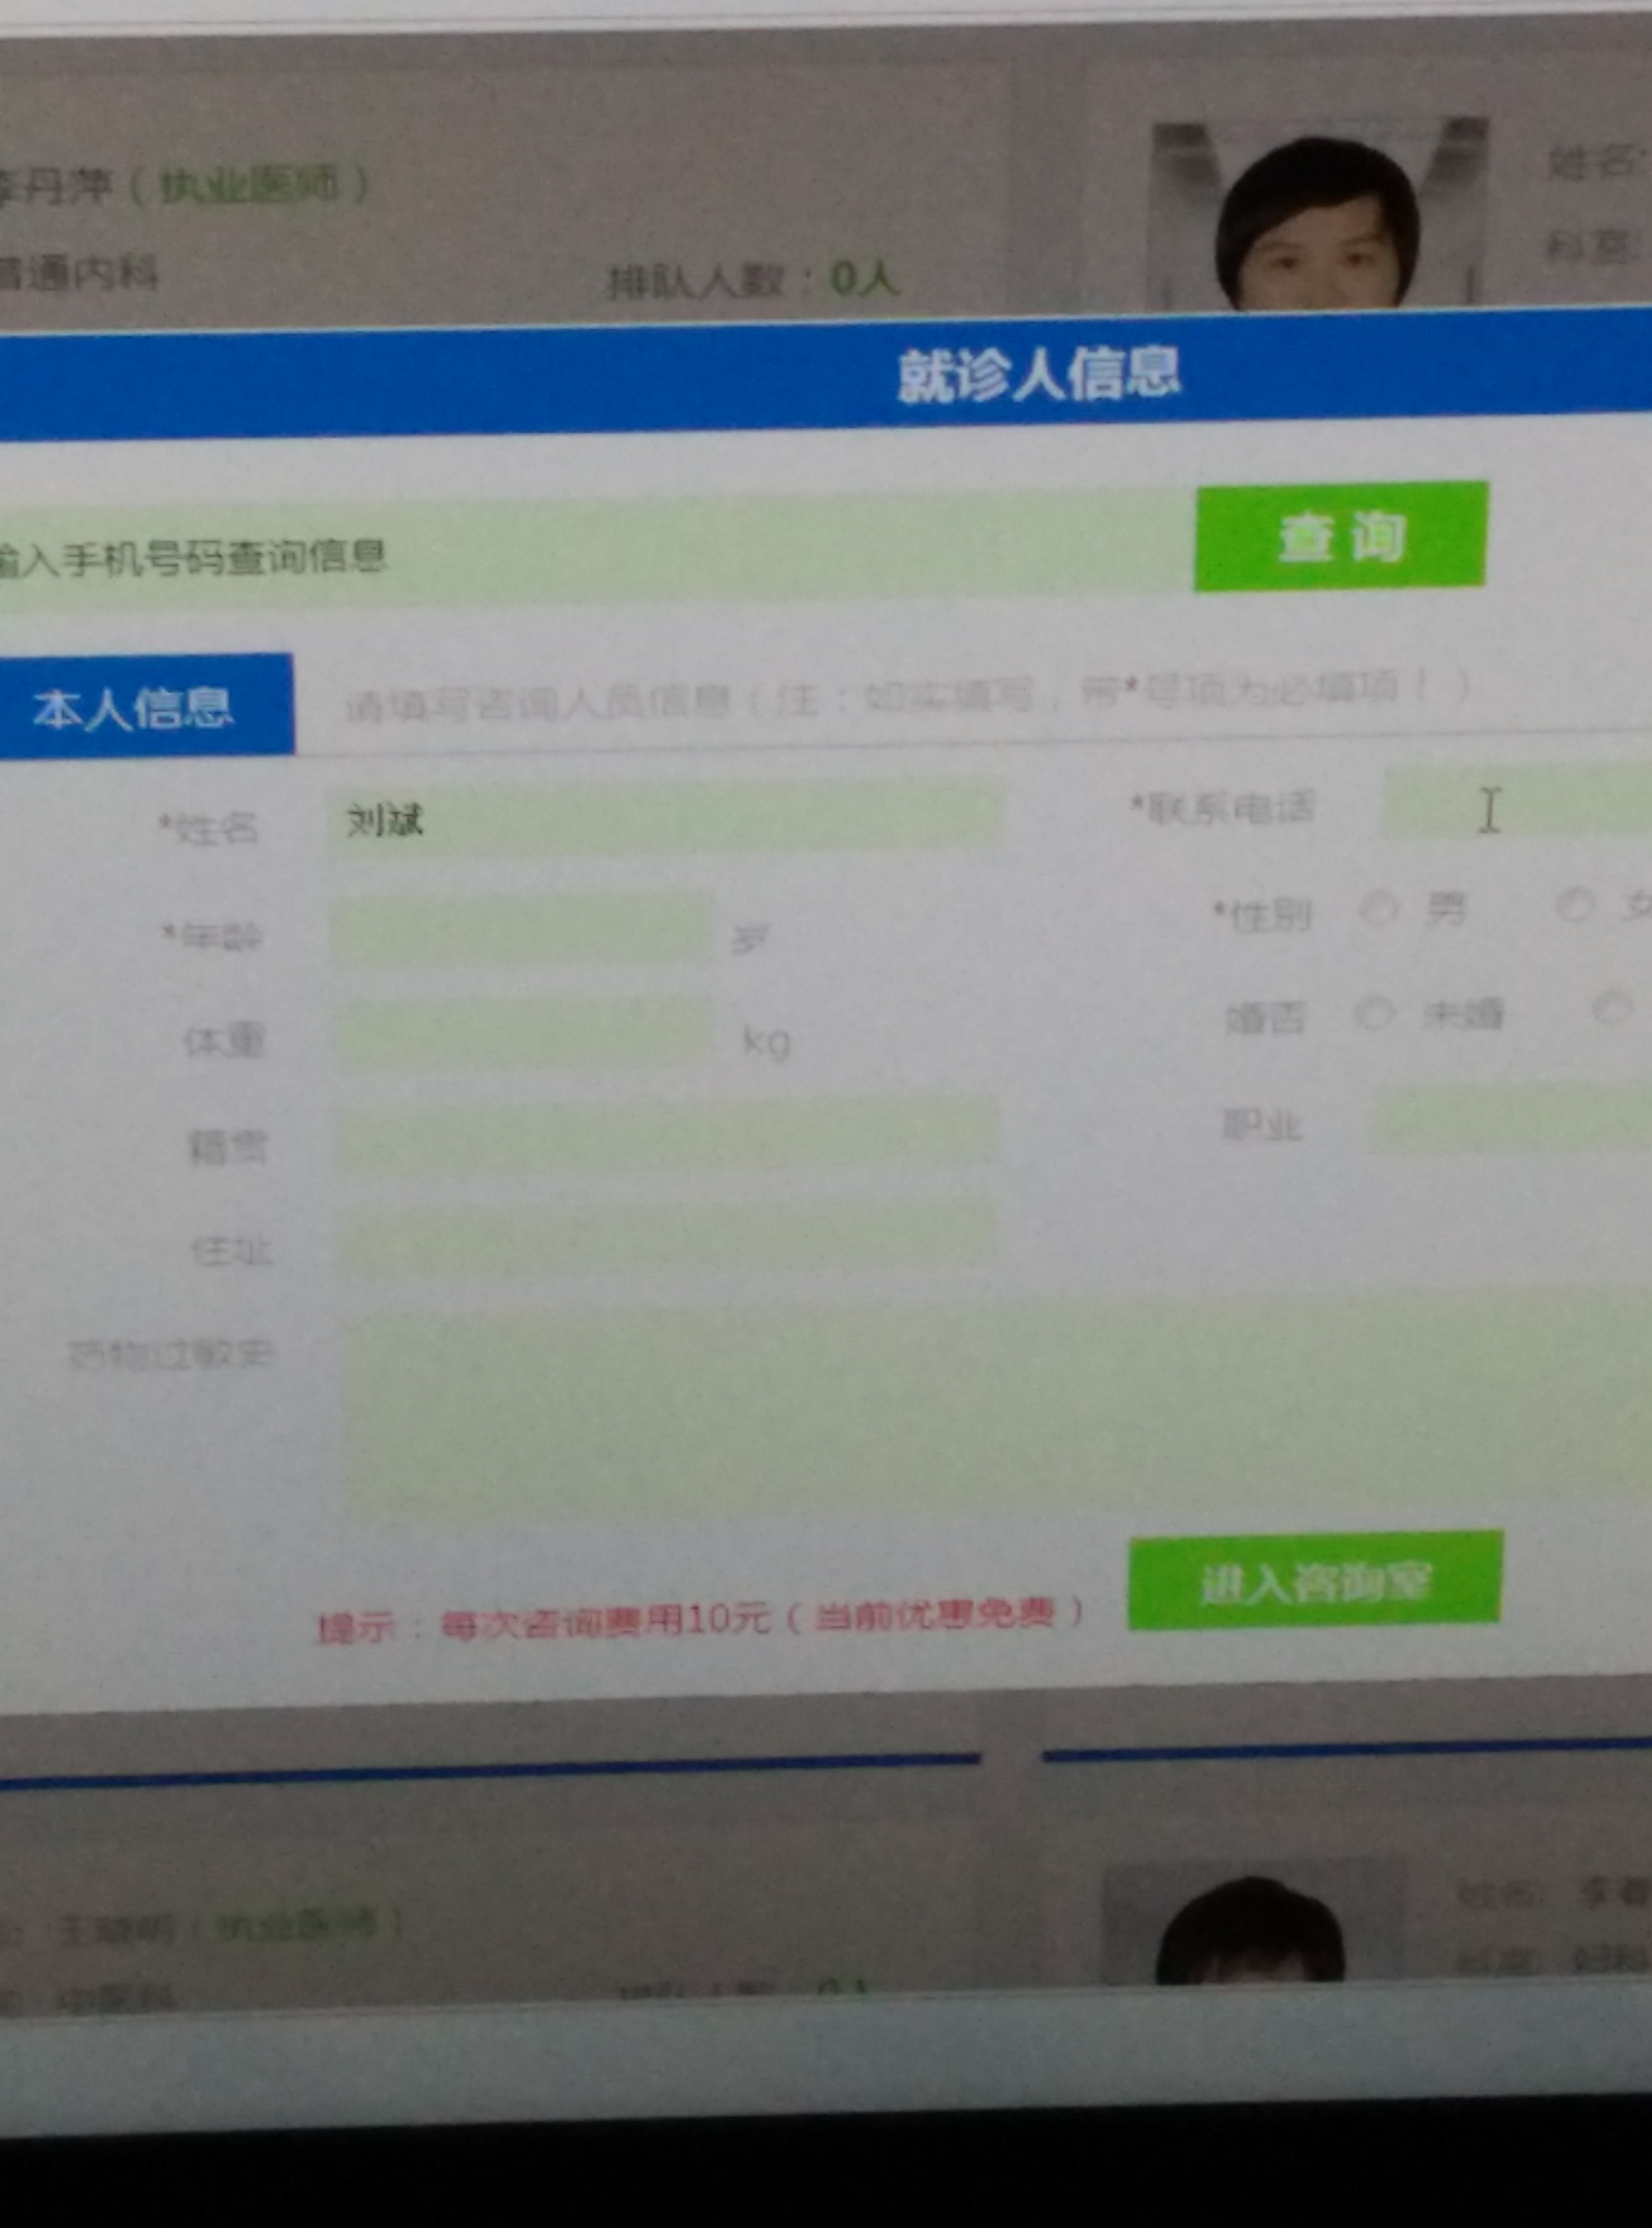 李丹萍（执业医师）
姓名:
普通内科
排队人数：0人
科室:
就诊人信息
输入手机号码查询信息
查 询
本人信息
请填写咨询人员信息（注：如实填写，带*号项为必填项！）
*姓名
刘斌
*联系电话
*年龄
岁
*性别
男
女
体重
kg
婚否
未婚
籍贯
职业
住址
药物过敏史
提示：每次咨询费用10元（当前优惠免费）
进入咨询室
王晓明（执业医师）
姓名:
李
中医科
排队人数：0人
科室:
妇科